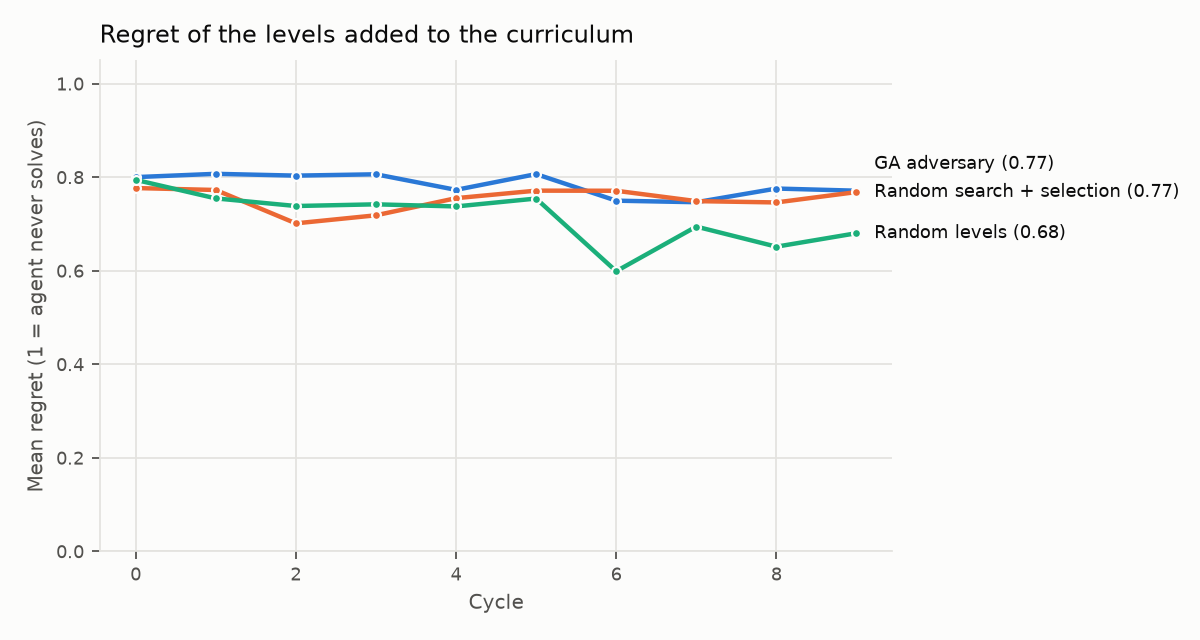 Regret of the levels added to the curriculum
Mean regret (1 = agent never solves)
1.0
0.8
0.6
0.4
0.2
0.0
0
2
4
6
8
Cycle
GA adversary (0.77)
Random search + selection (0.77)
Random levels (0.68)